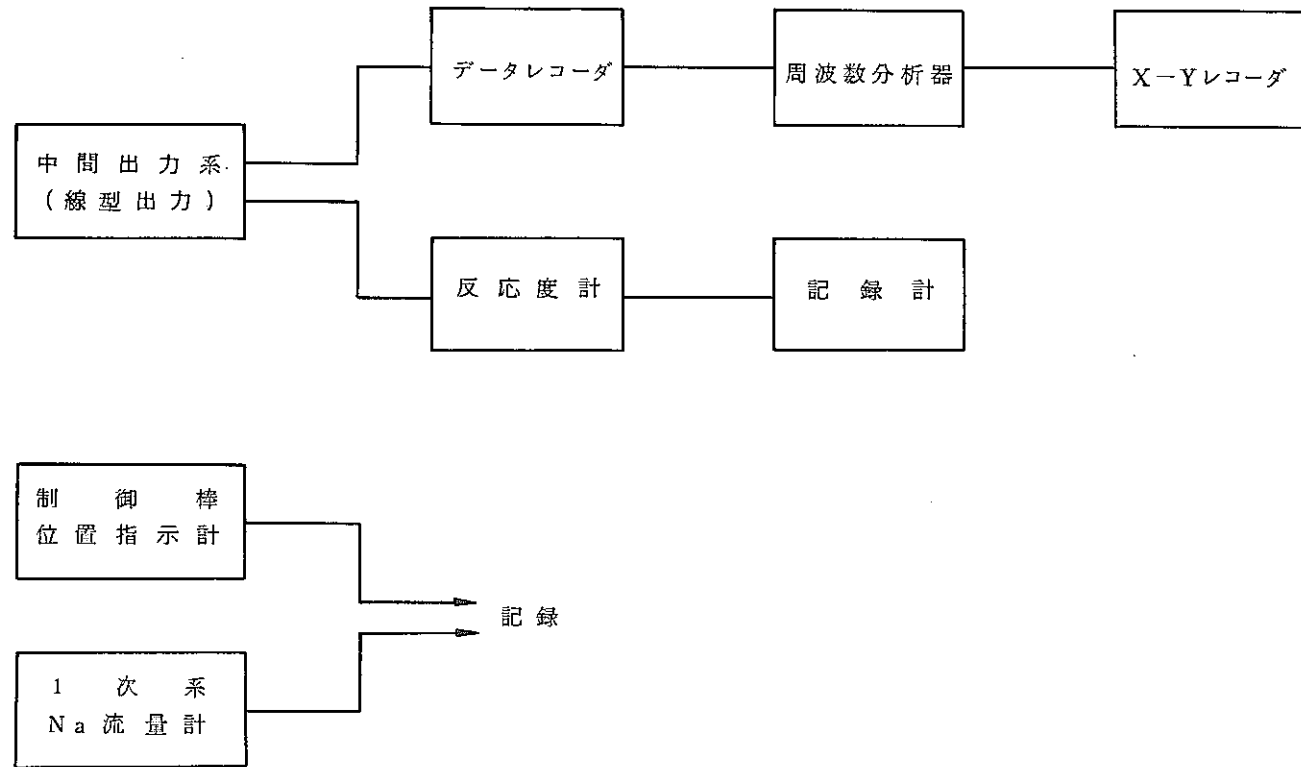 データレコーダ
周波数分析器
X-Yレコーダ
中間出力系
(線型出力)
反応度計
記録計
制御棒
位置指示計
記録
1次系
Na流量計